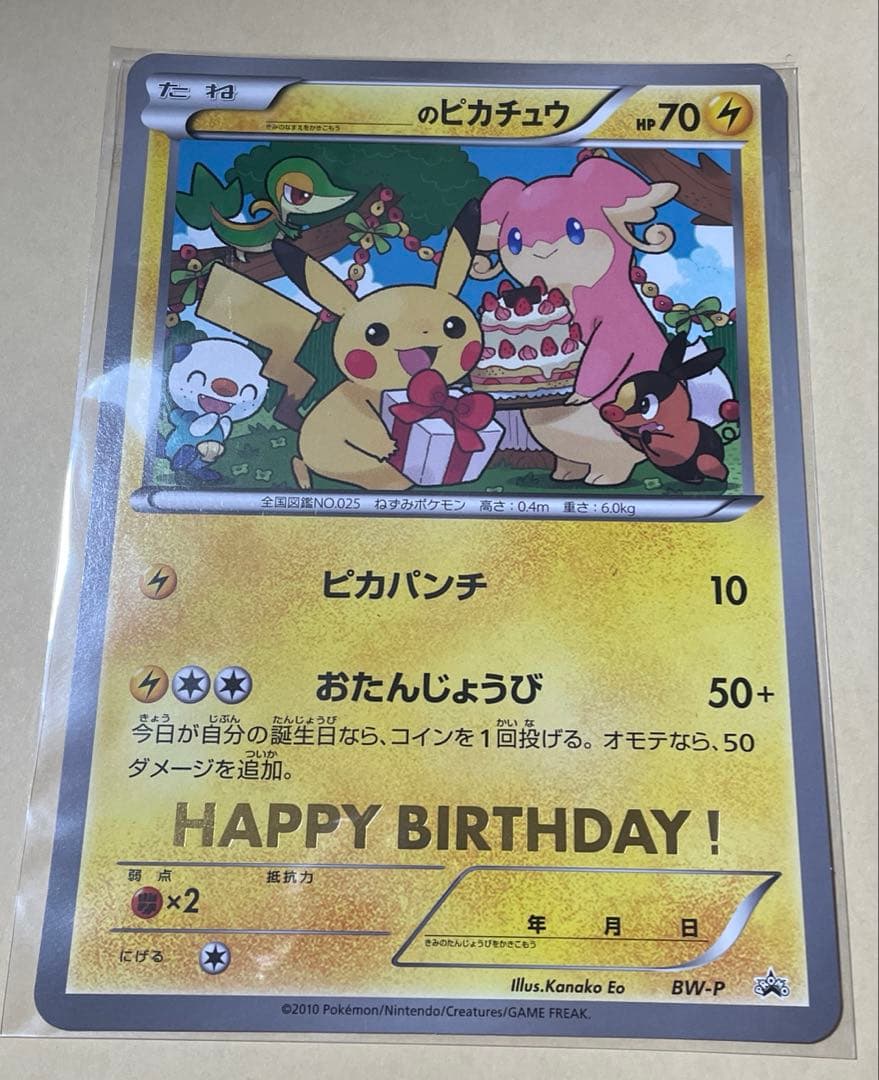 たね
のピカチュウ HP70
きみのなまえをかきこもう
全国図鑑NO.025 ねずみポケモン 高さ:0.4m 重さ:6.0kg
ピカパンチ 10
おたんじょうび 50+
きょう じぶん たんじょうび かい な
今日が自分の誕生日なら、コインを1回投げる。オモテなら、50
ついか
ダメージを追加。
HAPPY BIRTHDAY!
弱点 抵抗力
×2
年 月 日
きみのたんじょうびをかきこもう
にげる
Illus.Kanako Eo BW-P PROMO
©2010 Pokémon/Nintendo/Creatures/GAME FREAK.